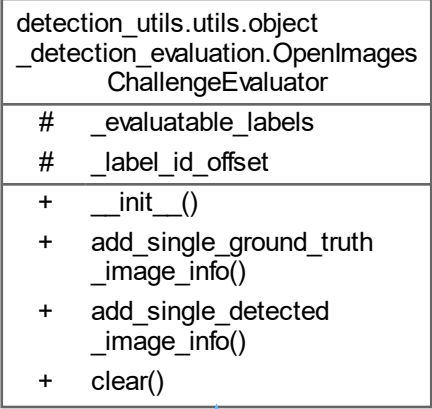 detection_utils.utils.object
_detection_evaluation.OpenImages
ChallengeEvaluator
# _evaluatable_labels
# _label_id_offset
+ __init__()
+ add_single_ground_truth
_image_info()
+ add_single_detected
_image_info()
+ clear()